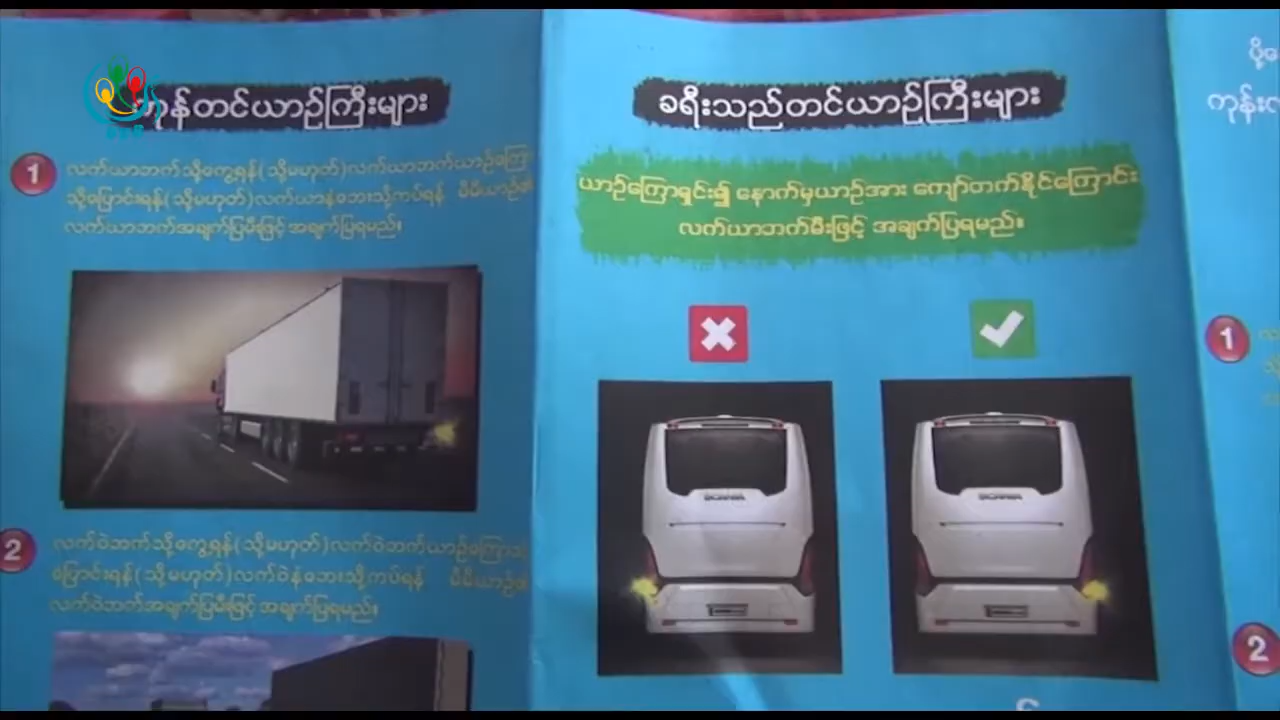 ကုန်တင်ယာဉ်ကြီးများ
1
လက်ယာဘက်သို့ကွေ့ရန်(သို့မဟုတ်)လက်ယာဘက်ယာဉ်ကြော
သို့ပြောင်းရန်(သို့မဟုတ်)လက်ယာနံဘေးသို့ကပ်ရန် မိမိယာဉ်၏
လက်ယာဘက်အချက်ပြမီးဖြင့် အချက်ပြရမည်။
2
လက်ဝဲဘက်သို့ကွေ့ရန်(သို့မဟုတ်)လက်ဝဲဘက်ယာဉ်ကြောသို့
ပြောင်းရန်(သို့မဟုတ်)လက်ဝဲနံဘေးသို့ကပ်ရန် မိမိယာဉ်၏
လက်ဝဲဘက်အချက်ပြမီးဖြင့် အချက်ပြရမည်။
ခရီးသည်တင်ယာဉ်ကြီးများ
ယာဉ်ကြောရှင်း၍ နောက်မှယာဉ်အား ကျော်တက်နိုင်ကြောင်း
လက်ယာဘက်မီးဖြင့် အချက်ပြရမည်။
SCANIA
SCANIA
1
2